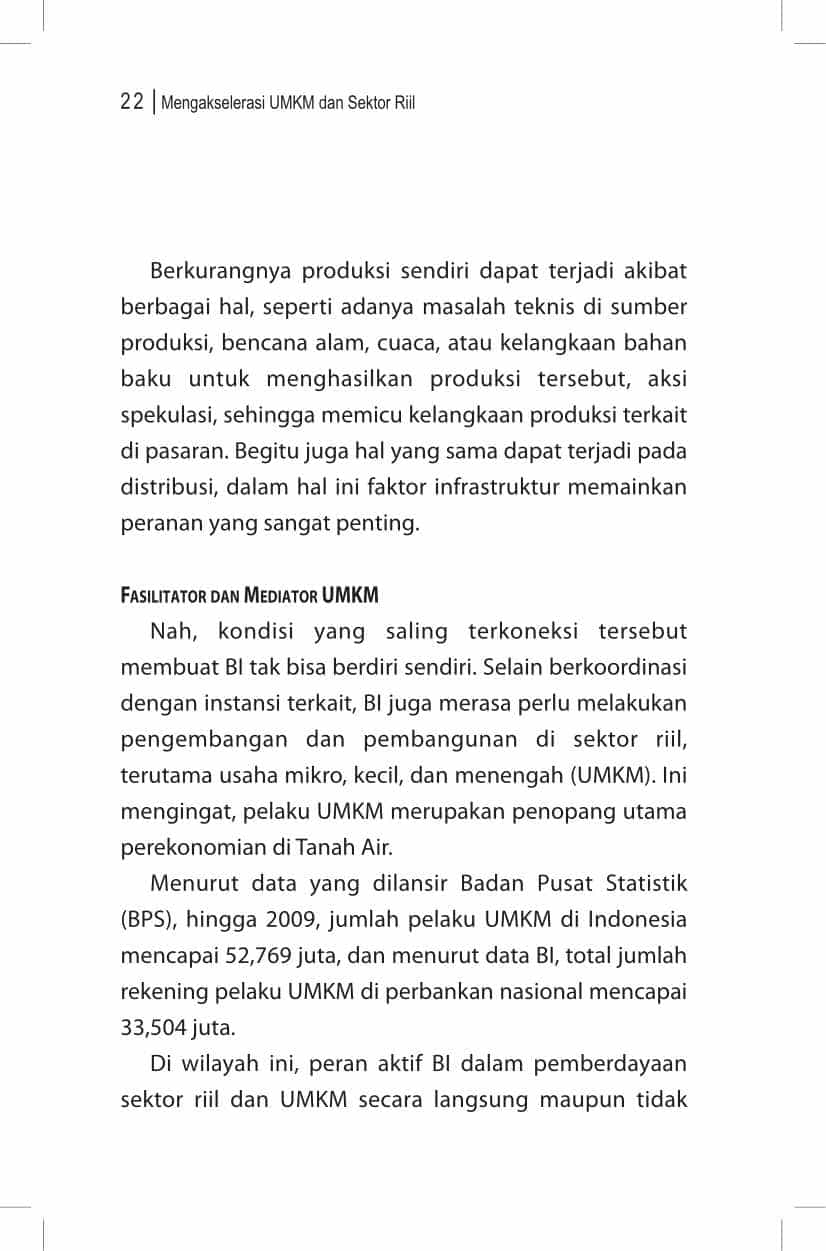 22 | Mengakselerasi UMKM dan Sektor Riil
Berkurangnya produksi sendiri dapat terjadi akibat
berbagai hal, seperti adanya masalah teknis di sumber
produksi, bencana alam, cuaca, atau kelangkaan bahan
baku untuk menghasilkan produksi tersebut, aksi
spekulasi, sehingga memicu kelangkaan produksi terkait
di pasaran. Begitu juga hal yang sama dapat terjadi pada
distribusi, dalam hal ini faktor infrastruktur memainkan
peranan yang sangat penting.
FASILITATOR DAN MEDIATOR UMKM
Nah, kondisi yang saling terkoneksi tersebut
membuat BI tak bisa berdiri sendiri. Selain berkoordinasi
dengan instansi terkait, BI juga merasa perlu melakukan
pengembangan dan pembangunan di sektor riil,
terutama usaha mikro, kecil, dan menengah (UMKM). Ini
mengingat, pelaku UMKM merupakan penopang utama
perekonomian di Tanah Air.
Menurut data yang dilansir Badan Pusat Statistik
(BPS), hingga 2009, jumlah pelaku UMKM di Indonesia
mencapai 52,769 juta, dan menurut data BI, total jumlah
rekening pelaku UMKM di perbankan nasional mencapai
33,504 juta.
Di wilayah ini, peran aktif BI dalam pemberdayaan
sektor riil dan UMKM secara langsung maupun tidak